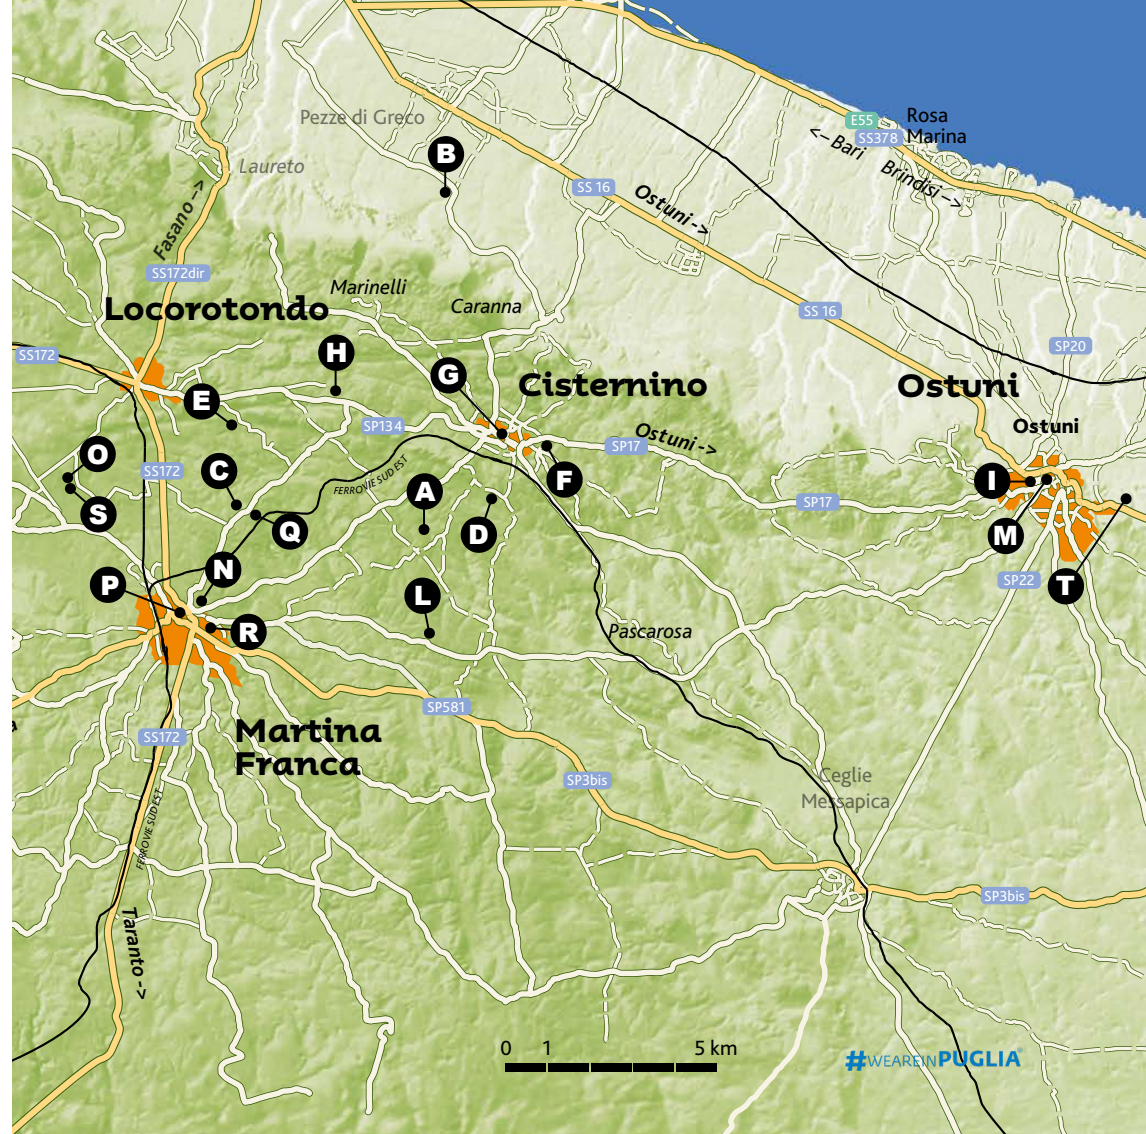 E55
Rosa
SS378
Marina
Pezze di Greco
<- Bari
B
Laureto
Brindisi ->
SS 16
Ostuni ->
Fasano ->
SS172dir
Marinelli
Locorotondo
Caranna
SS 16
SS172
H
SP20
G
Cisternino
Ostuni
E
SP134
Ostuni ->
SP17
Ostuni
O
SS172
C
FERROVIE SUD EST
A
F
I
S
SP17
Q
D
M
N
SP22
T
P
L
R
Pascarosa
SP581
SS172
Martina
Franca
a
SP3bis
Ceglie
Messapica
FERROVIE SUD EST
SP3bis
Taranto ->
0 1 5 km
#WEAREINPUGLIA